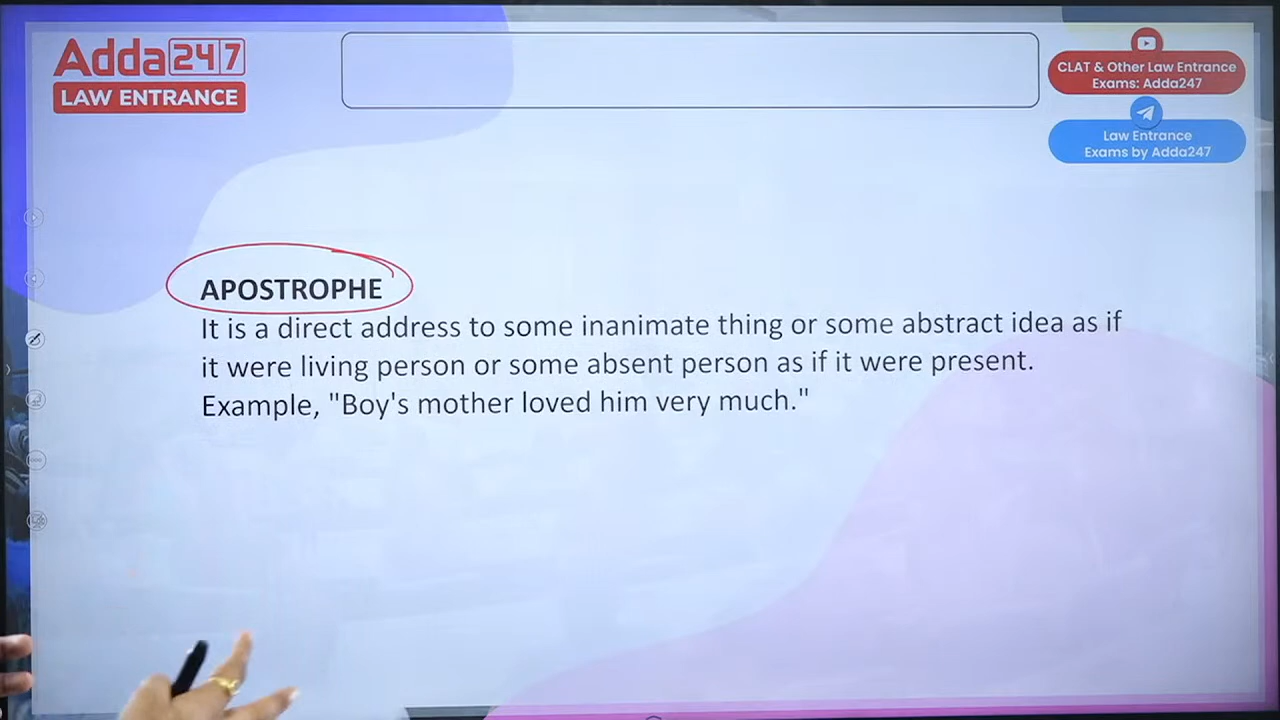 Adda247
LAW ENTRANCE
CLAT & Other Law Entrance
Exams: Adda247
Law Entrance
Exams by Adda247
APOSTROPHE
It is a direct address to some inanimate thing or some abstract idea as if
it were living person or some absent person as if it were present.
Example, "Boy's mother loved him very much."